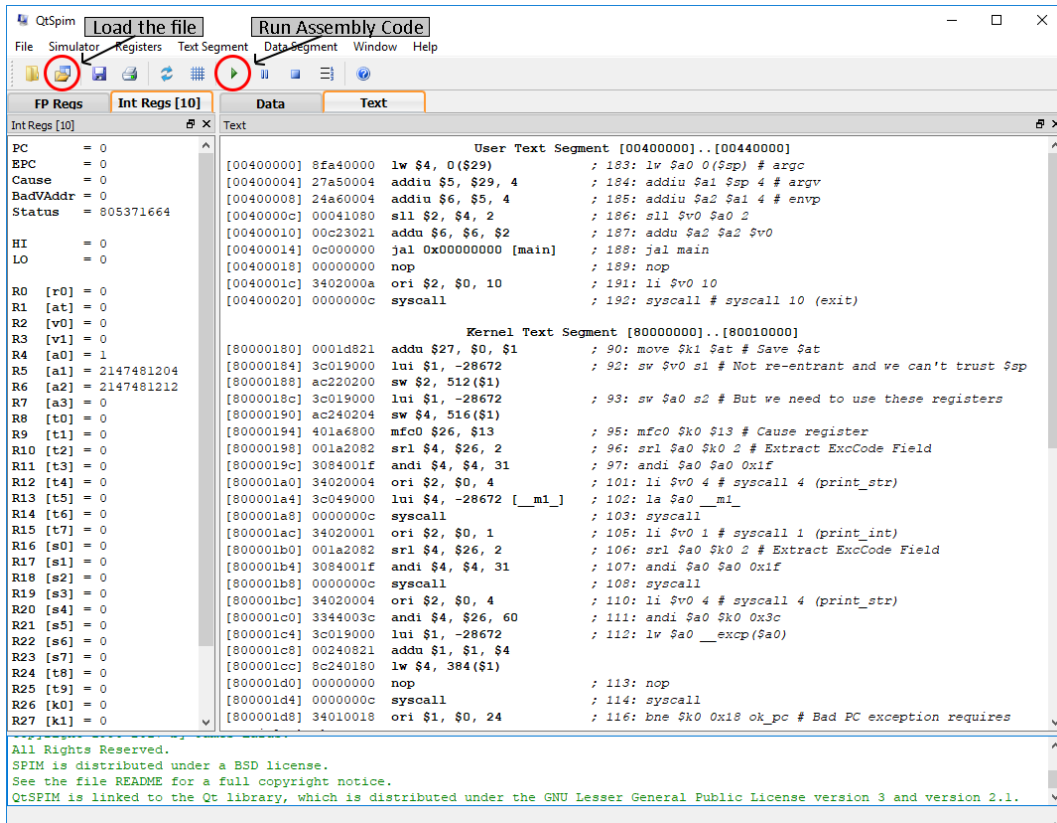 QtSpim
Load the file
Run Assembly Code
File Simulator Registers Text Segment Data Segment Window Help
FP Regs Int Regs [10] Data Text
Int Regs [10]
PC = 0
EPC = 0
Cause = 0
BadVAddr = 0
Status = 805371664
HI = 0
LO = 0
R0 [r0] = 0
R1 [at] = 0
R2 [v0] = 0
R3 [v1] = 0
R4 [a0] = 1
R5 [a1] = 2147481204
R6 [a2] = 2147481212
R7 [a3] = 0
R8 [t0] = 0
R9 [t1] = 0
R10 [t2] = 0
R11 [t3] = 0
R12 [t4] = 0
R13 [t5] = 0
R14 [t6] = 0
R15 [t7] = 0
R16 [s0] = 0
R17 [s1] = 0
R18 [s2] = 0
R19 [s3] = 0
R20 [s4] = 0
R21 [s5] = 0
R22 [s6] = 0
R23 [s7] = 0
R24 [t8] = 0
R25 [t9] = 0
R26 [k0] = 0
R27 [k1] = 0
Text
User Text Segment [00400000]..[00440000]
[00400000] 8fa40000 lw $4, 0($29) ; 183: lw $a0 0($sp) # argc
[00400004] 27a50004 addiu $5, $29, 4 ; 184: addiu $a1 $sp 4 # argv
[00400008] 24a60004 addiu $6, $5, 4 ; 185: addiu $a2 $a1 4 # envp
[0040000c] 00041080 sll $2, $4, 2 ; 186: sll $v0 $a0 2
[00400010] 00c23021 addu $6, $6, $2 ; 187: addu $a2 $a2 $v0
[00400014] 0c000000 jal 0x00000000 [main] ; 188: jal main
[00400018] 00000000 nop ; 189: nop
[0040001c] 3402000a ori $2, $0, 10 ; 191: li $v0 10
[00400020] 0000000c syscall ; 192: syscall # syscall 10 (exit)
Kernel Text Segment [80000000]..[80010000]
[80000180] 0001d821 addu $27, $0, $1 ; 90: move $k1 $at # Save $at
[80000184] 3c019000 lui $1, -28672 ; 92: sw $v0 s1 # Not re-entrant and we can't trust $sp
[80000188] ac220200 sw $2, 512($1)
[8000018c] 3c019000 lui $1, -28672 ; 93: sw $a0 s2 # But we need to use these registers
[80000190] ac240204 sw $4, 516($1)
[80000194] 401a6800 mfc0 $26, $13 ; 95: mfc0 $k0 $13 # Cause register
[80000198] 001a2082 srl $4, $26, 2 ; 96: srl $a0 $k0 2 # Extract ExcCode Field
[8000019c] 3084001f andi $4, $4, 31 ; 97: andi $a0 $a0 0x1f
[800001a0] 34020004 ori $2, $0, 4 ; 101: li $v0 4 # syscall 4 (print_str)
[800001a4] 3c049000 lui $4, -28672 [__m1_] ; 102: la $a0 __m1_
[800001a8] 0000000c syscall ; 103: syscall
[800001ac] 34020001 ori $2, $0, 1 ; 105: li $v0 1 # syscall 1 (print_int)
[800001b0] 001a2082 srl $4, $26, 2 ; 106: srl $a0 $k0 2 # Extract ExcCode Field
[800001b4] 3084001f andi $4, $4, 31 ; 107: andi $a0 $a0 0x1f
[800001b8] 0000000c syscall ; 108: syscall
[800001bc] 34020004 ori $2, $0, 4 ; 110: li $v0 4 # syscall 4 (print_str)
[800001c0] 3344003c andi $4, $26, 60 ; 111: andi $a0 $k0 0x3c
[800001c4] 3c019000 lui $1, -28672 ; 112: lw $a0 __excp($a0)
[800001c8] 00240821 addu $1, $1, $4
[800001cc] 8c240180 lw $4, 384($1)
[800001d0] 00000000 nop ; 113: nop
[800001d4] 0000000c syscall ; 114: syscall
[800001d8] 34010018 ori $1, $0, 24 ; 116: bne $k0 0x18 ok_pc # Bad PC exception requires
All Rights Reserved.
SPIM is distributed under a BSD license.
See the file README for a full copyright notice.
QtSPIM is linked to the Qt library, which is distributed under the GNU Lesser General Public License version 3 and version 2.1.